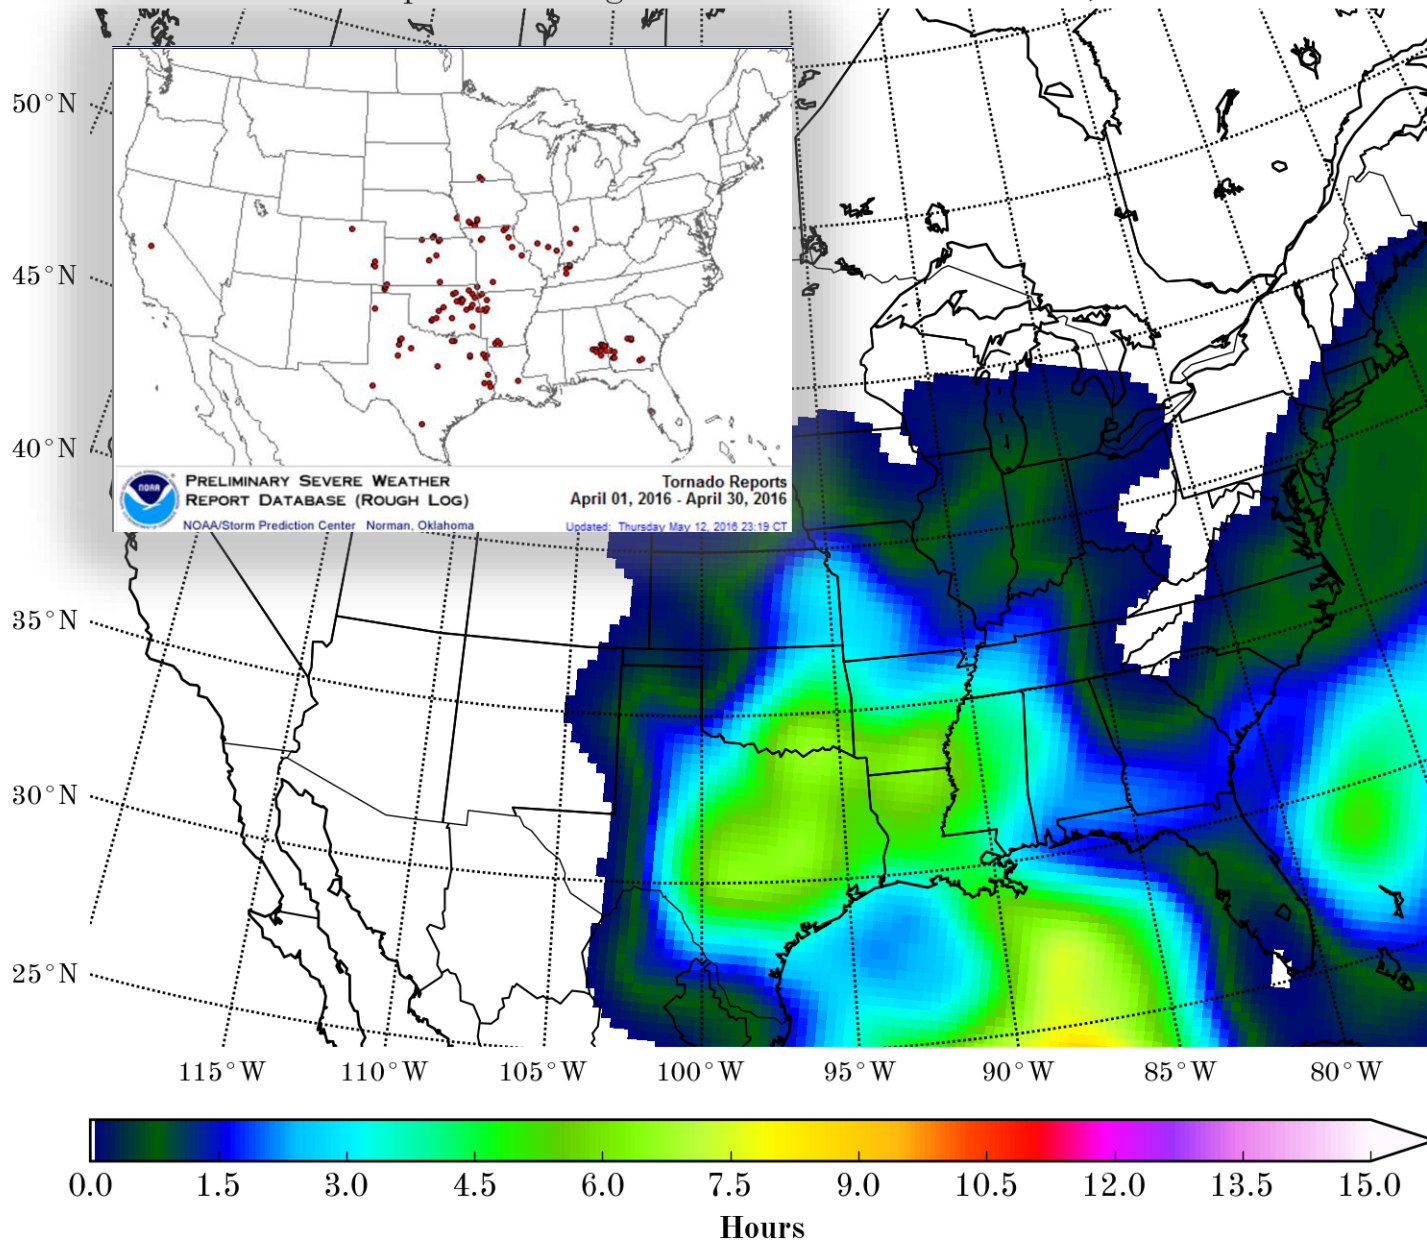 50°N
45°N
40°N
35°N
30°N
25°N
NOAA
PRELIMINARY SEVERE WEATHER
REPORT DATABASE (ROUGH LOG)
NOAA/Storm Prediction Center Norman, Oklahoma
Tornado Reports
April 01, 2016 - April 30, 2016
Updated: Thursday May 12, 2016 23:19 CT
115°W 110°W 105°W 100°W 95°W 90°W 85°W 80°W
0.0 1.5 3.0 4.5 6.0 7.5 9.0 10.5 12.0 13.5 15.0
Hours